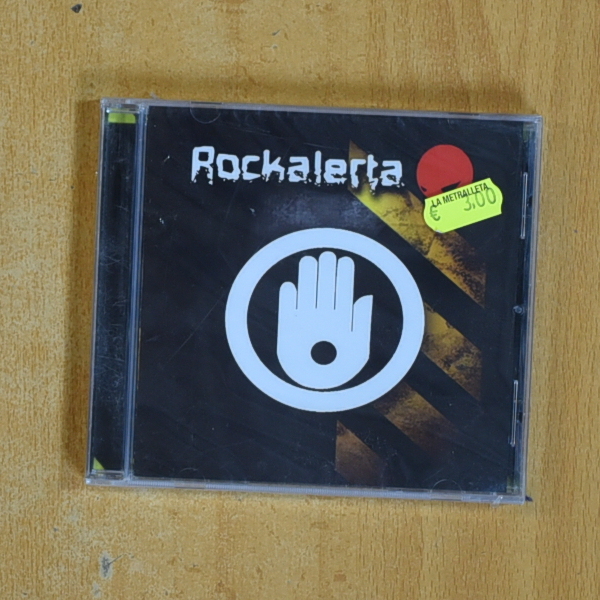 Rockalerta
LA METRALLETA
€ 3.00